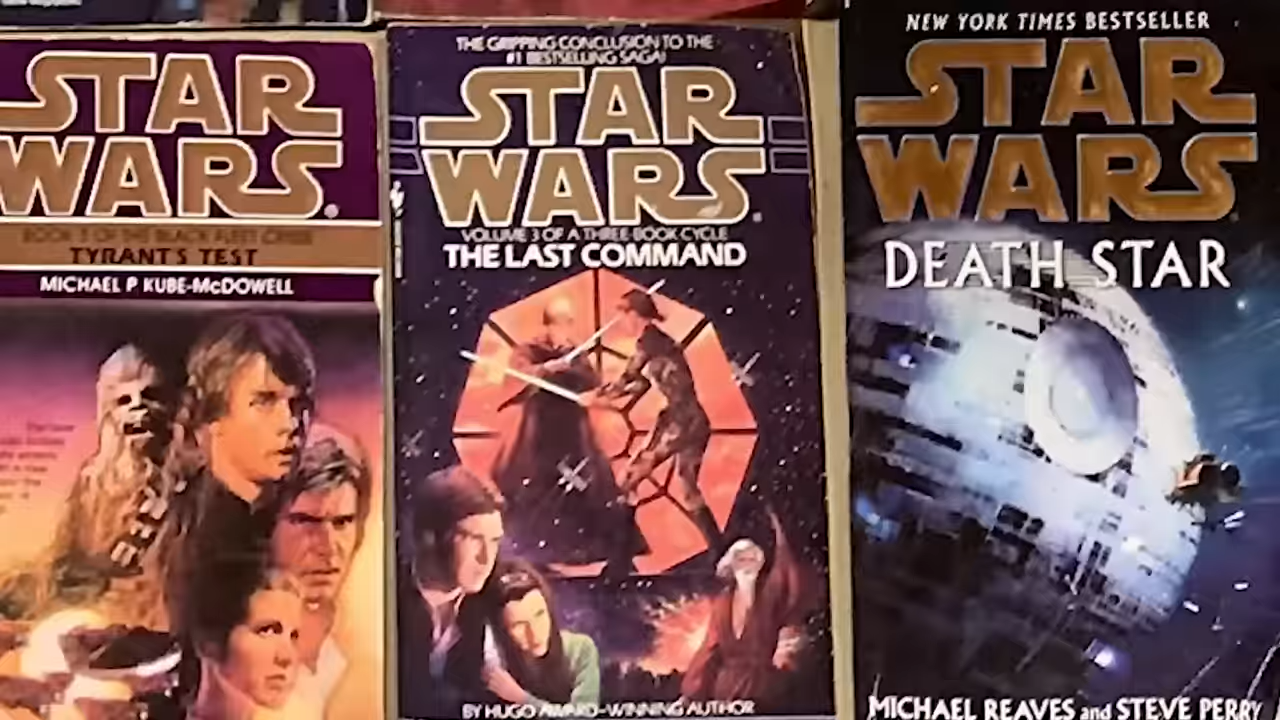 STAR
WARS
BOOK 3 OF THE BLACK FLEET CRISIS
TYRANT'S TEST
MICHAEL P KUBE-McDOWELL
THE GRIPPING CONCLUSION TO THE
#1 BESTSELLING SAGA!
STAR
WARS
VOLUME 3 OF A THREE-BOOK CYCLE
THE LAST COMMAND
BY HUGO AWARD-WINNING AUTHOR
NEW YORK TIMES BESTSELLER
STAR
WARS
DEATH STAR
MICHAEL REAVES and STEVE PERRY